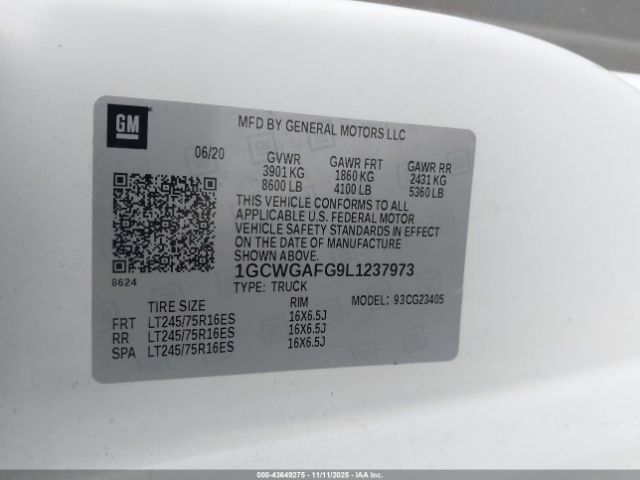 GM
MFD BY GENERAL MOTORS LLC
06/20 GVWR GAWR FRT GAWR RR
3901 KG 1860 KG 2431 KG
8600 LB 4100 LB 5360 LB
THIS VEHICLE CONFORMS TO ALL
APPLICABLE U.S. FEDERAL MOTOR
VEHICLE SAFETY STANDARDS IN EFFECT
ON THE DATE OF MANUFACTURE
SHOWN ABOVE.
1GCWGAFG9L1237973
8624
TYPE: TRUCK
TIRE SIZE RIM MODEL: 93CG23405
FRT LT245/75R16ES 16X6.5J
RR LT245/75R16ES 16X6.5J
SPA LT245/75R16ES 16X6.5J
000-43649275 - 11/11/2025 - IAAI.COM